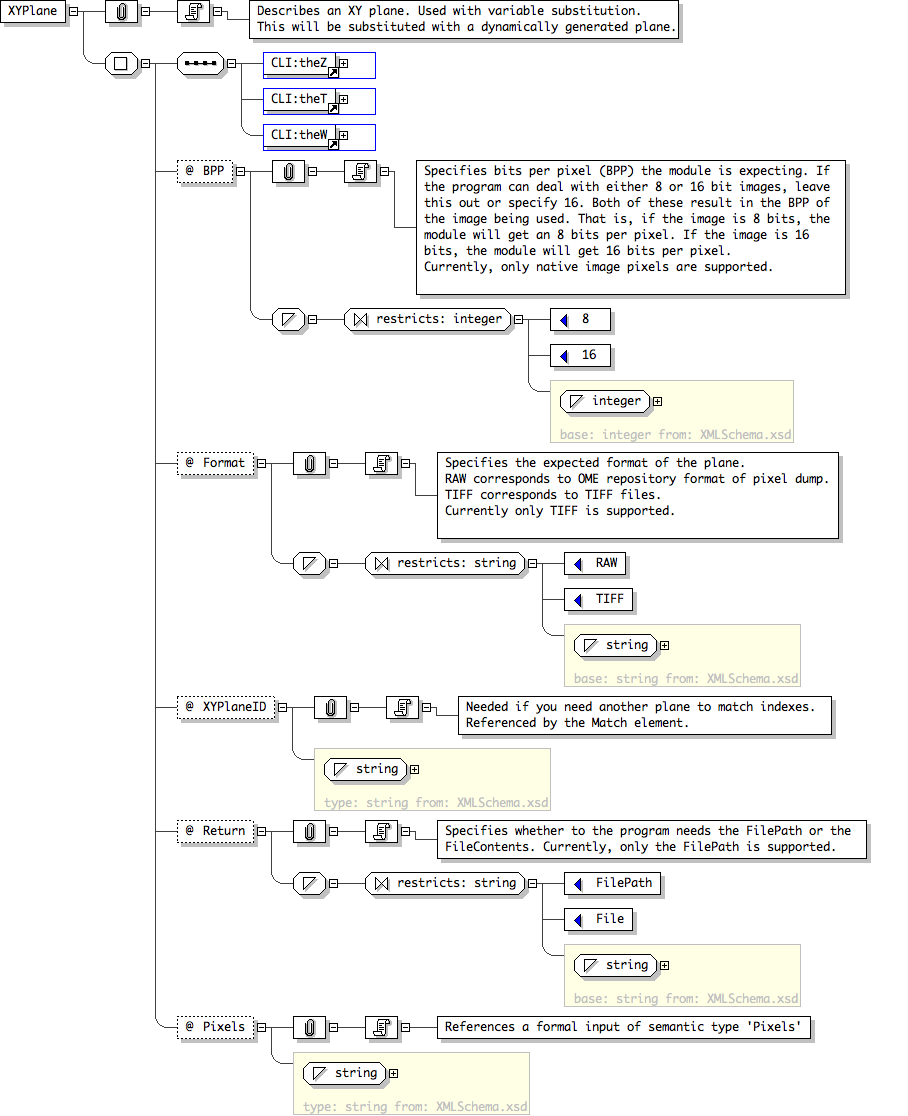 XYPlane
Describes an XY plane. Used with variable substitution.
This will be substituted with a dynamically generated plane.
CLI:theZ
CLI:theT
CLI:theW
@ BPP
Specifies bits per pixel (BPP) the module is expecting. If
the program can deal with either 8 or 16 bit images, leave
this out or specify 16. Both of these result in the BPP of
the image being used. That is, if the image is 8 bits, the
module will get an 8 bits per pixel. If the image is 16
bits, the module will get 16 bits per pixel.
Currently, only native image pixels are supported.
restricts: integer
8
16
integer
base: integer from: XMLSchema.xsd
@ Format
Specifies the expected format of the plane.
RAW corresponds to OME repository format of pixel dump.
TIFF corresponds to TIFF files.
Currently only TIFF is supported.
restricts: string
RAW
TIFF
string
base: string from: XMLSchema.xsd
@ XYPlaneID
Needed if you need another plane to match indexes.
Referenced by the Match element.
string
type: string from: XMLSchema.xsd
@ Return
Specifies whether to the program needs the FilePath or the
FileContents. Currently, only the FilePath is supported.
restricts: string
FilePath
File
string
base: string from: XMLSchema.xsd
@ Pixels
References a formal input of semantic type 'Pixels'
string
type: string from: XMLSchema.xsd